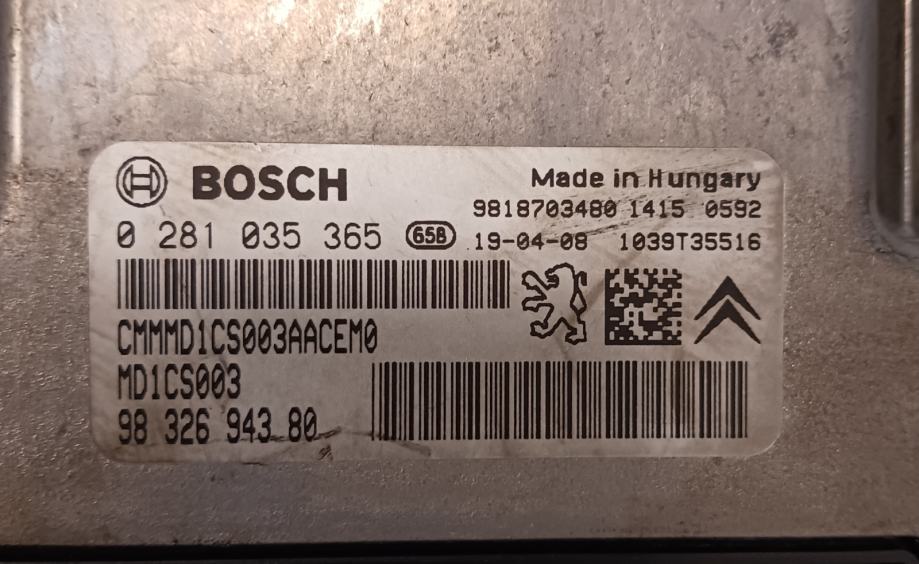 BOSCH
Made in Hungary
9818703480 1415 0592
0 281 035 365 65B 19-04-08 1039T35516
CMMMD1CS003AACEM0
MD1CS003
98 326 943 80